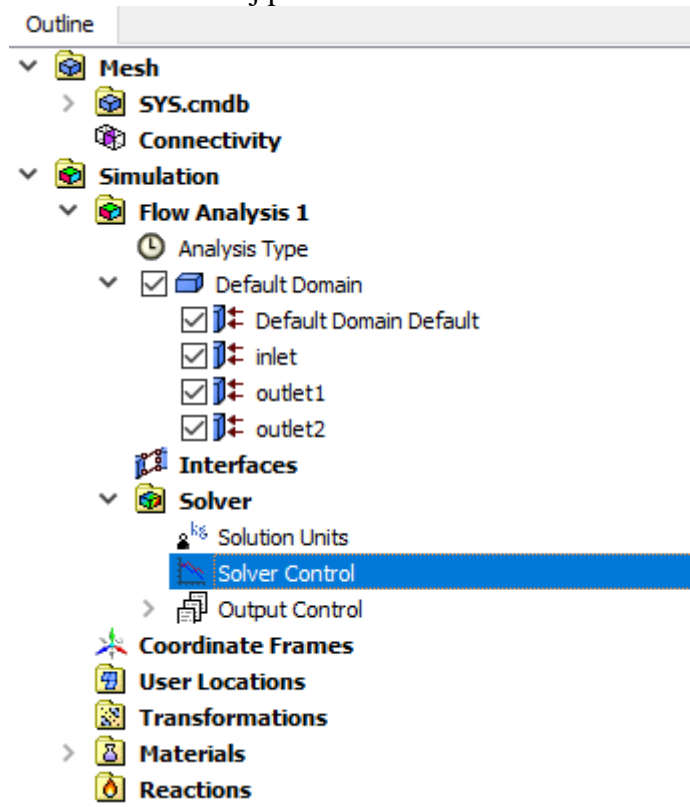 Outline
Mesh
SYS.cmdb
Connectivity
Simulation
Flow Analysis 1
Analysis Type
Default Domain
Default Domain Default
inlet
outlet1
outlet2
Interfaces
Solver
Solution Units
Solver Control
Output Control
Coordinate Frames
User Locations
Transformations
Materials
Reactions